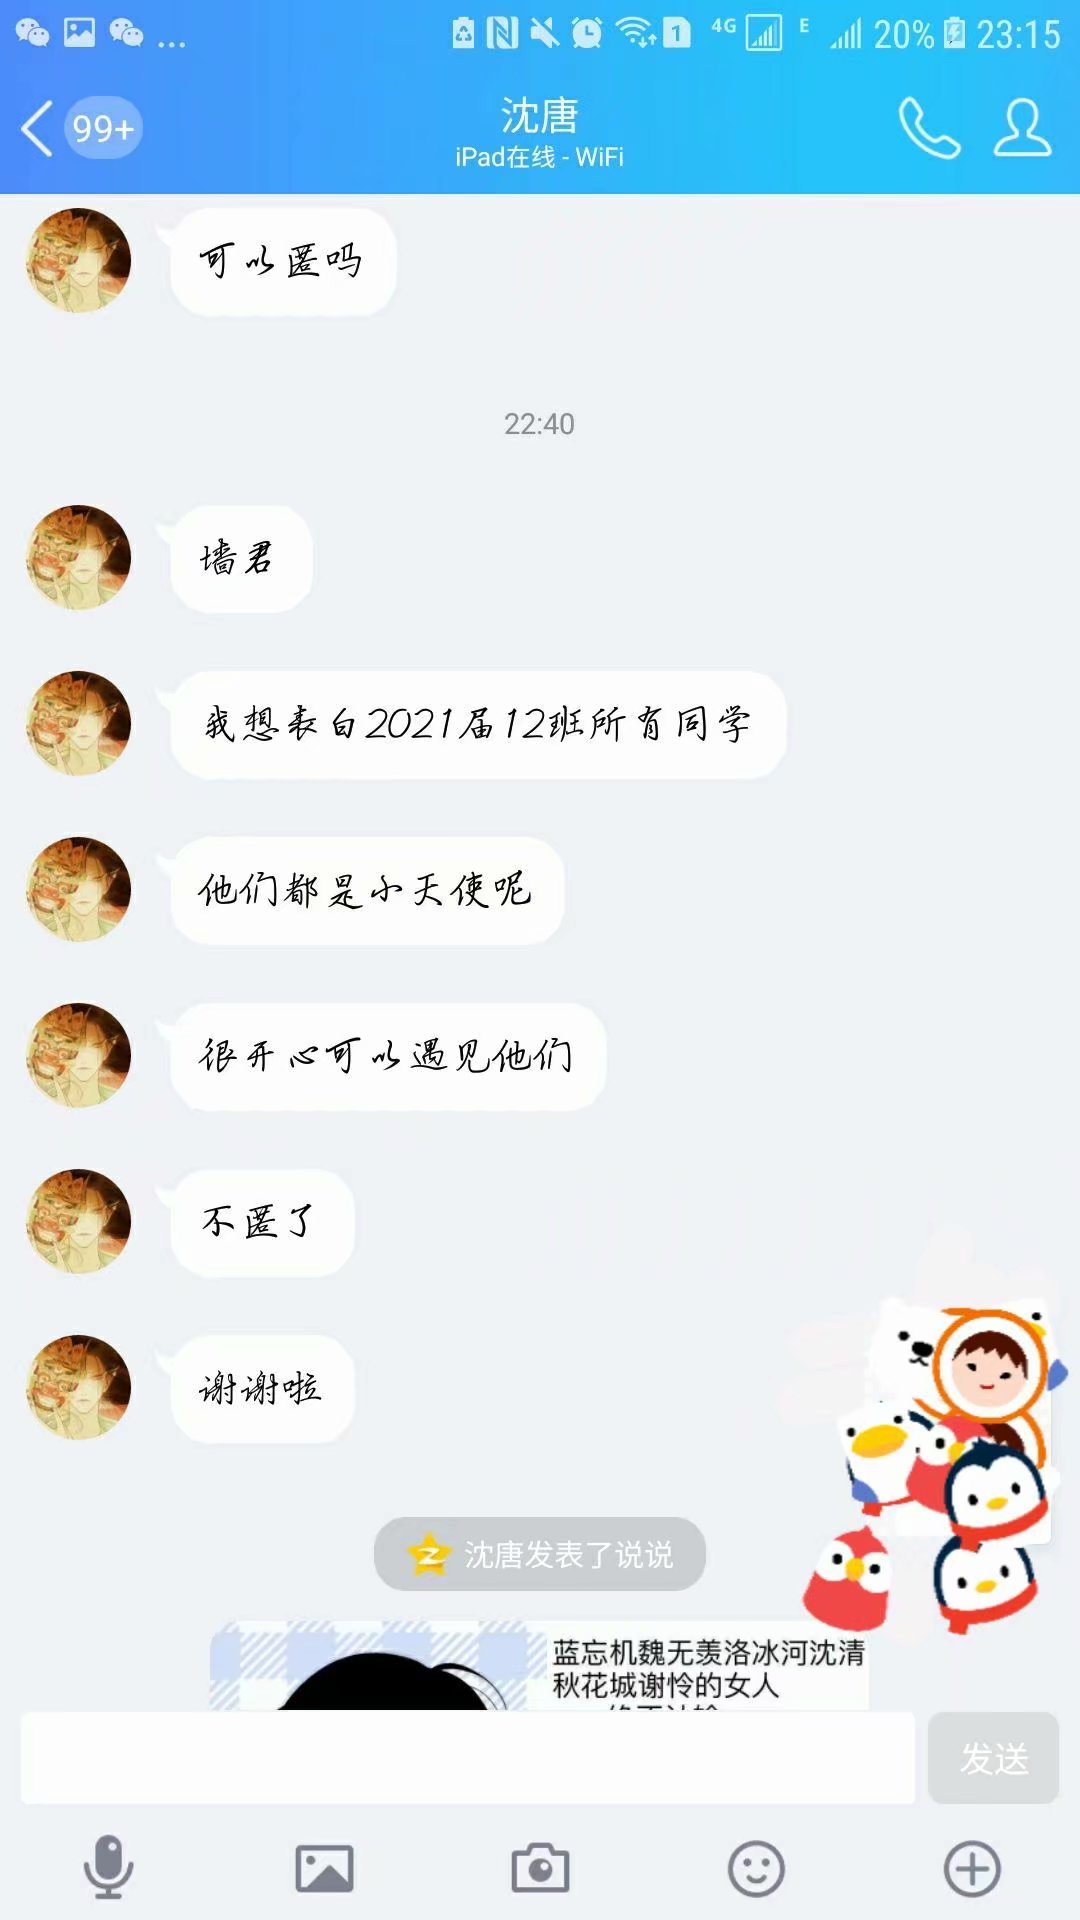 4G E 20% 23:15
99+
沈唐
iPad在线 - WiFi
可以匿吗
22:40
墙君
我想表白2021届12班所有同学
他们都是小天使呢
很开心可以遇见他们
不匿了
谢谢啦
沈唐发表了说说
蓝忘机魏无羡洛冰河沈清
秋花城谢怜的女人
发送